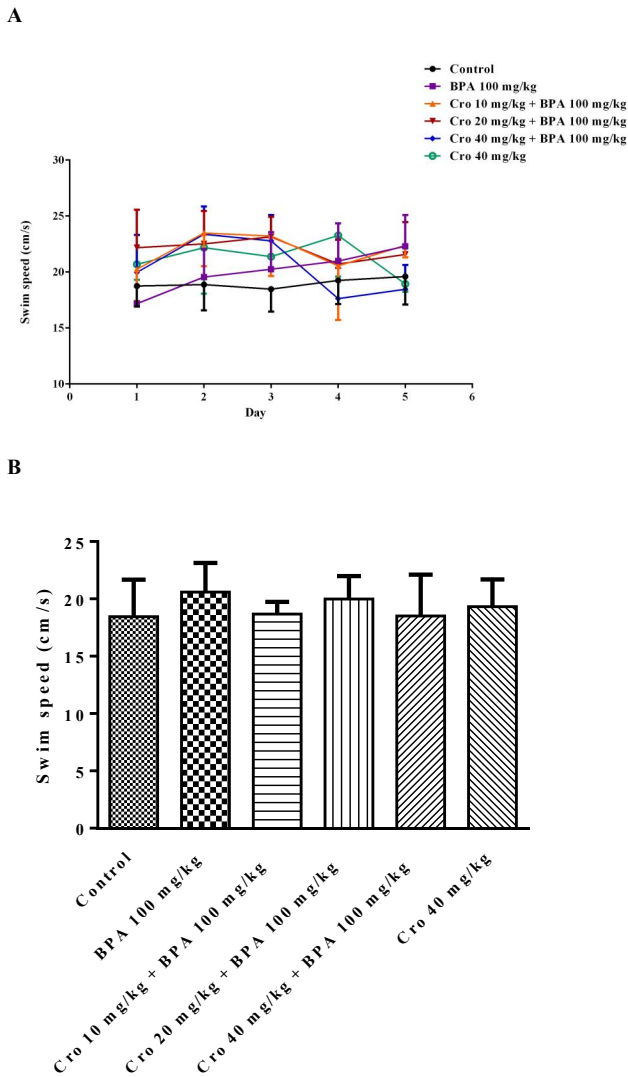 A
Control
BPA 100 mg/kg
Cro 10 mg/kg + BPA 100 mg/kg
Cro 20 mg/kg + BPA 100 mg/kg
Cro 40 mg/kg + BPA 100 mg/kg
Cro 40 mg/kg
30
25
20
15
10
Swim speed (cm/s)
0 1 2 3 4 5 6
Day
B
25
20
15
10
5
0
Swim speed (cm/s)
Control
BPA 100 mg/kg
Cro 10 mg/kg + BPA 100 mg/kg
Cro 20 mg/kg + BPA 100 mg/kg
Cro 40 mg/kg + BPA 100 mg/kg
Cro 40 mg/kg